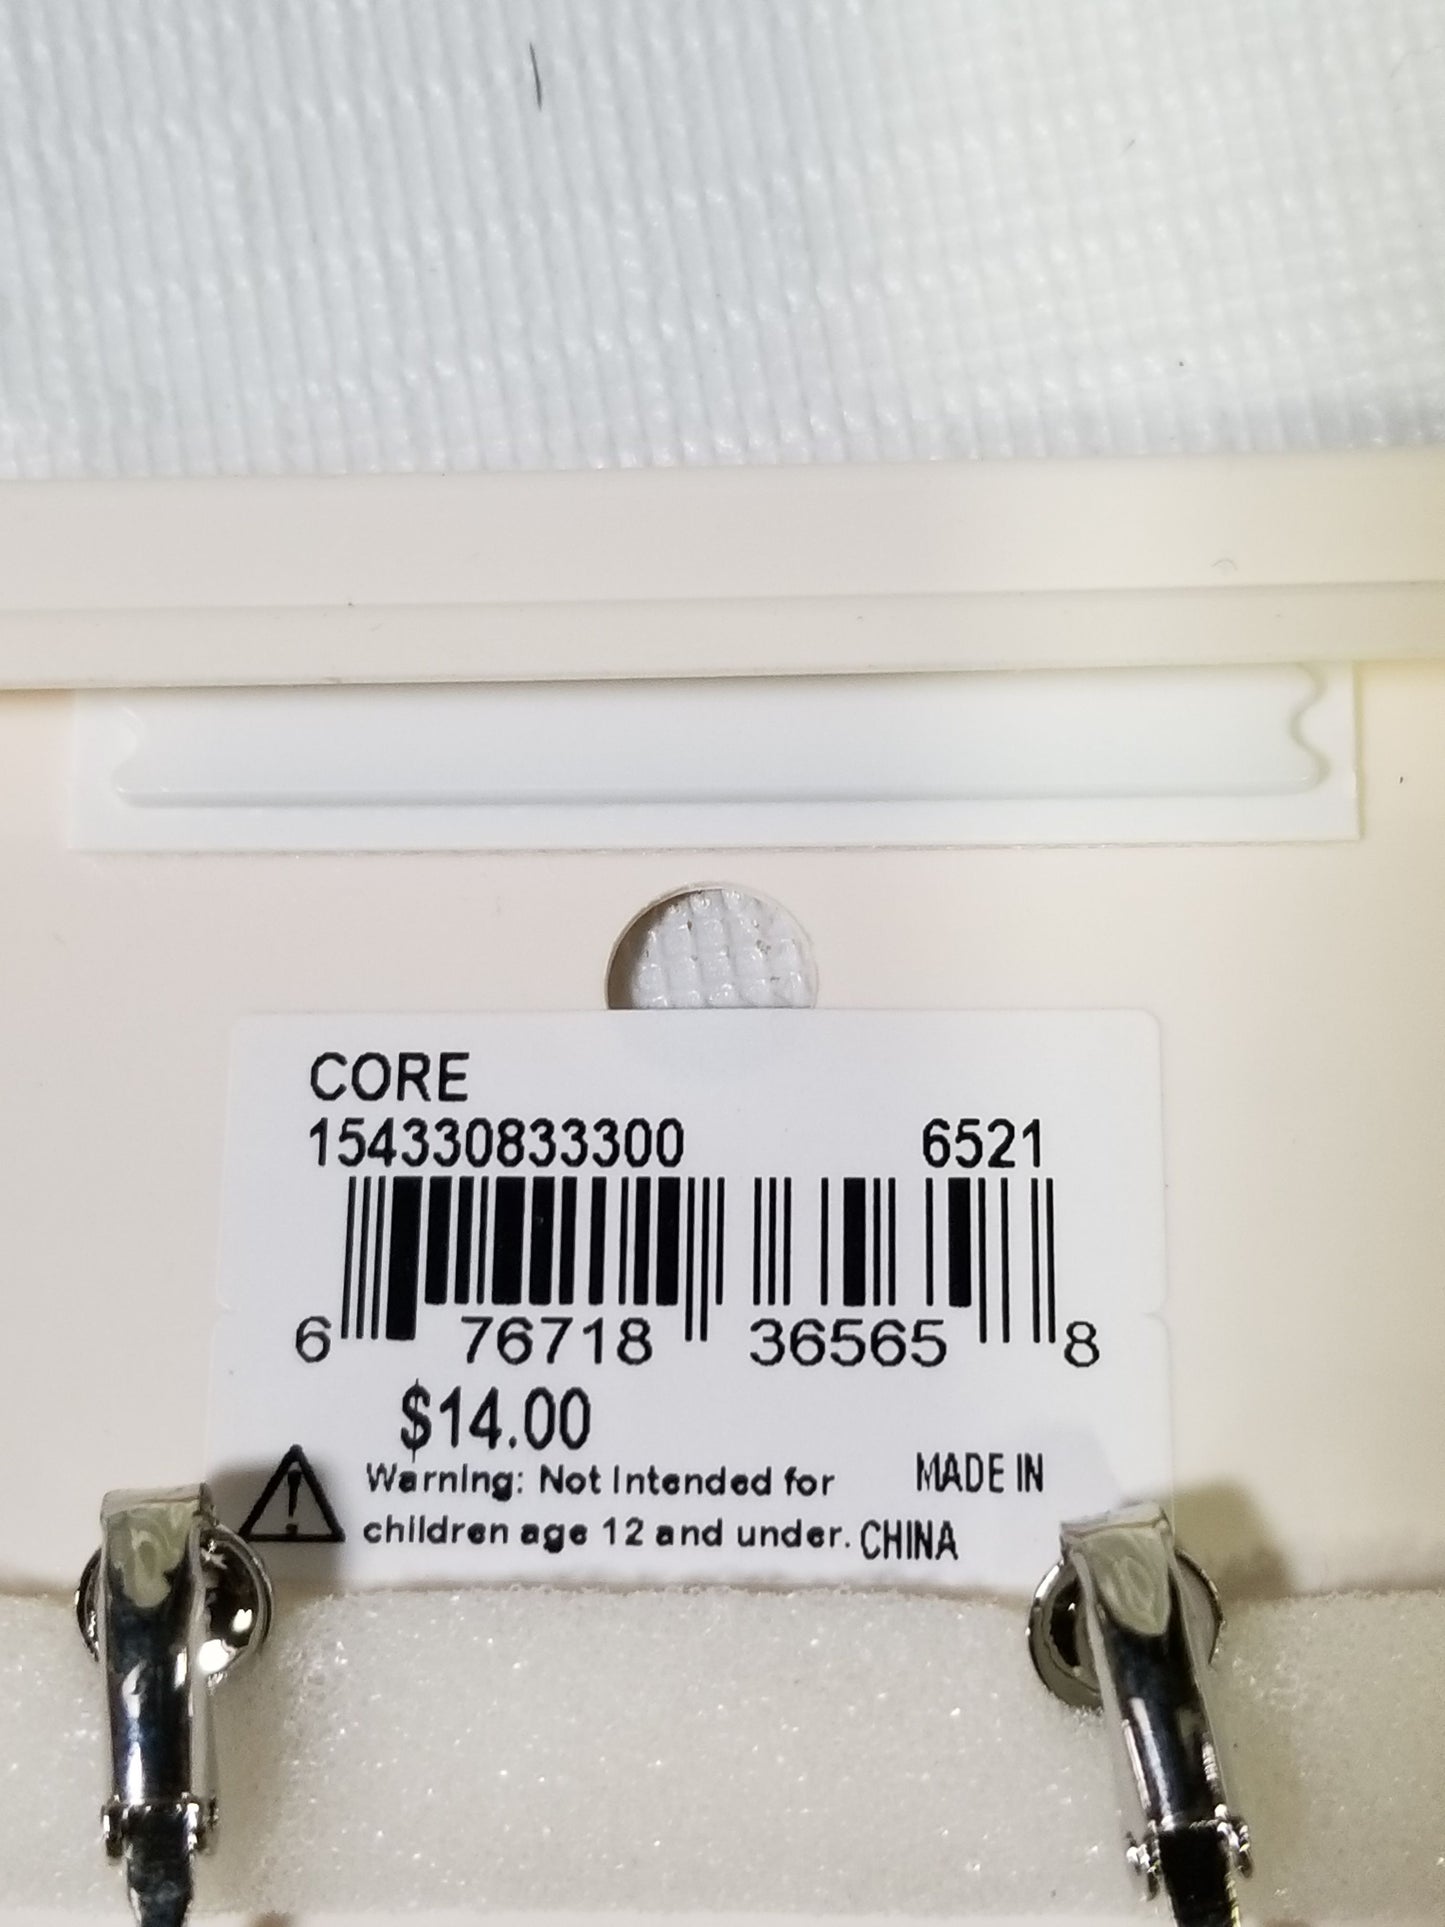 CORE
154330833300 6521
6 76718 36565 8
$14.00
Warning: Not Intended for MADE IN
children age 12 and under. CHINA